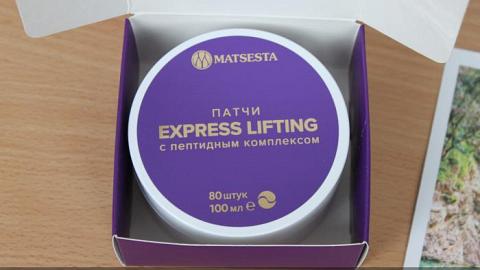 MATSESTA
ПАТЧИ
EXPRESS LIFTING
с пептидным комплексом
80 штук
100 мл ℮